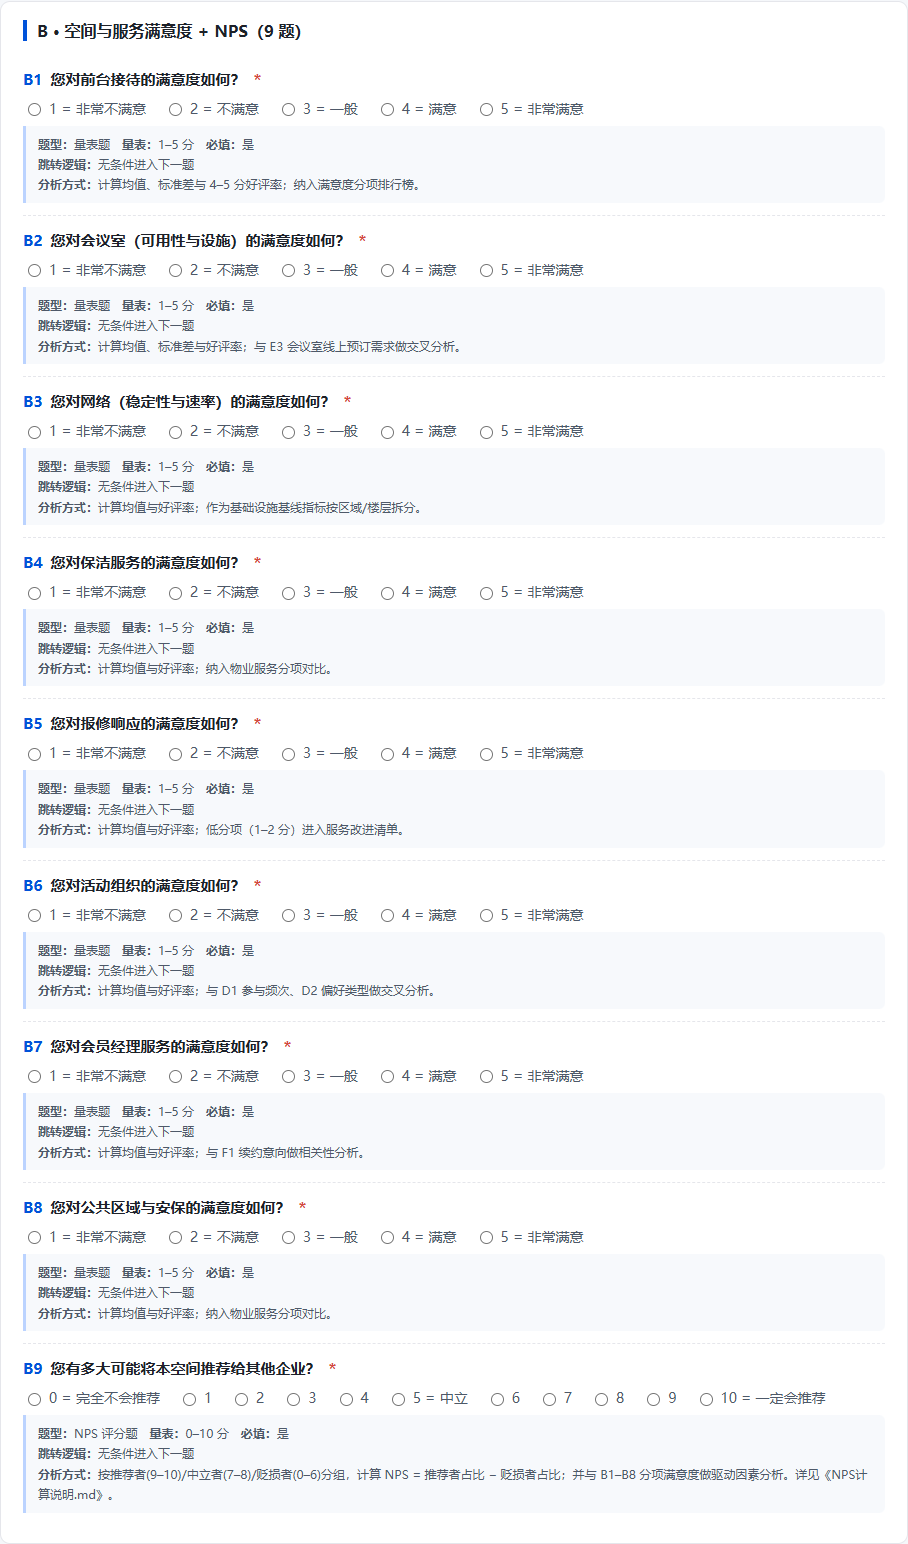 B • 空间与服务满意度 + NPS（9 题）
B1 您对前台接待的满意度如何？ *
1 = 非常不满意 2 = 不满意 3 = 一般 4 = 满意 5 = 非常满意
题型：量表题 量表：1–5 分 必填：是
跳转逻辑：无条件进入下一题
分析方式：计算均值、标准差与 4–5 分好评率；纳入满意度分项排行榜。
B2 您对会议室（可用性与设施）的满意度如何？ *
1 = 非常不满意 2 = 不满意 3 = 一般 4 = 满意 5 = 非常满意
题型：量表题 量表：1–5 分 必填：是
跳转逻辑：无条件进入下一题
分析方式：计算均值、标准差与好评率；与 E3 会议室线上预订需求做交叉分析。
B3 您对网络（稳定性与速率）的满意度如何？ *
1 = 非常不满意 2 = 不满意 3 = 一般 4 = 满意 5 = 非常满意
题型：量表题 量表：1–5 分 必填：是
跳转逻辑：无条件进入下一题
分析方式：计算均值与好评率；作为基础设施基线指标按区域/楼层拆分。
B4 您对保洁服务的满意度如何？ *
1 = 非常不满意 2 = 不满意 3 = 一般 4 = 满意 5 = 非常满意
题型：量表题 量表：1–5 分 必填：是
跳转逻辑：无条件进入下一题
分析方式：计算均值与好评率；纳入物业服务分项对比。
B5 您对报修响应的满意度如何？ *
1 = 非常不满意 2 = 不满意 3 = 一般 4 = 满意 5 = 非常满意
题型：量表题 量表：1–5 分 必填：是
跳转逻辑：无条件进入下一题
分析方式：计算均值与好评率；低分项（1–2 分）进入服务改进清单。
B6 您对活动组织的满意度如何？ *
1 = 非常不满意 2 = 不满意 3 = 一般 4 = 满意 5 = 非常满意
题型：量表题 量表：1–5 分 必填：是
跳转逻辑：无条件进入下一题
分析方式：计算均值与好评率；与 D1 参与频次、D2 偏好类型做交叉分析。
B7 您对会员经理服务的满意度如何？ *
1 = 非常不满意 2 = 不满意 3 = 一般 4 = 满意 5 = 非常满意
题型：量表题 量表：1–5 分 必填：是
跳转逻辑：无条件进入下一题
分析方式：计算均值与好评率；与 F1 续约意向做相关性分析。
B8 您对公共区域与安保的满意度如何？ *
1 = 非常不满意 2 = 不满意 3 = 一般 4 = 满意 5 = 非常满意
题型：量表题 量表：1–5 分 必填：是
跳转逻辑：无条件进入下一题
分析方式：计算均值与好评率；纳入物业服务分项对比。
B9 您有多大可能将本空间推荐给其他企业？ *
0 = 完全不会推荐 1 2 3 4 5 = 中立 6 7 8 9 10 = 一定会推荐
题型：NPS 评分题 量表：0–10 分 必填：是
跳转逻辑：无条件进入下一题
分析方式：按推荐者(9–10)/中立者(7–8)/贬损者(0–6)分组，计算 NPS = 推荐者占比 − 贬损者占比；并与 B1–B8 分项满意度做驱动因素分析。详见《NPS计
算说明.md》。